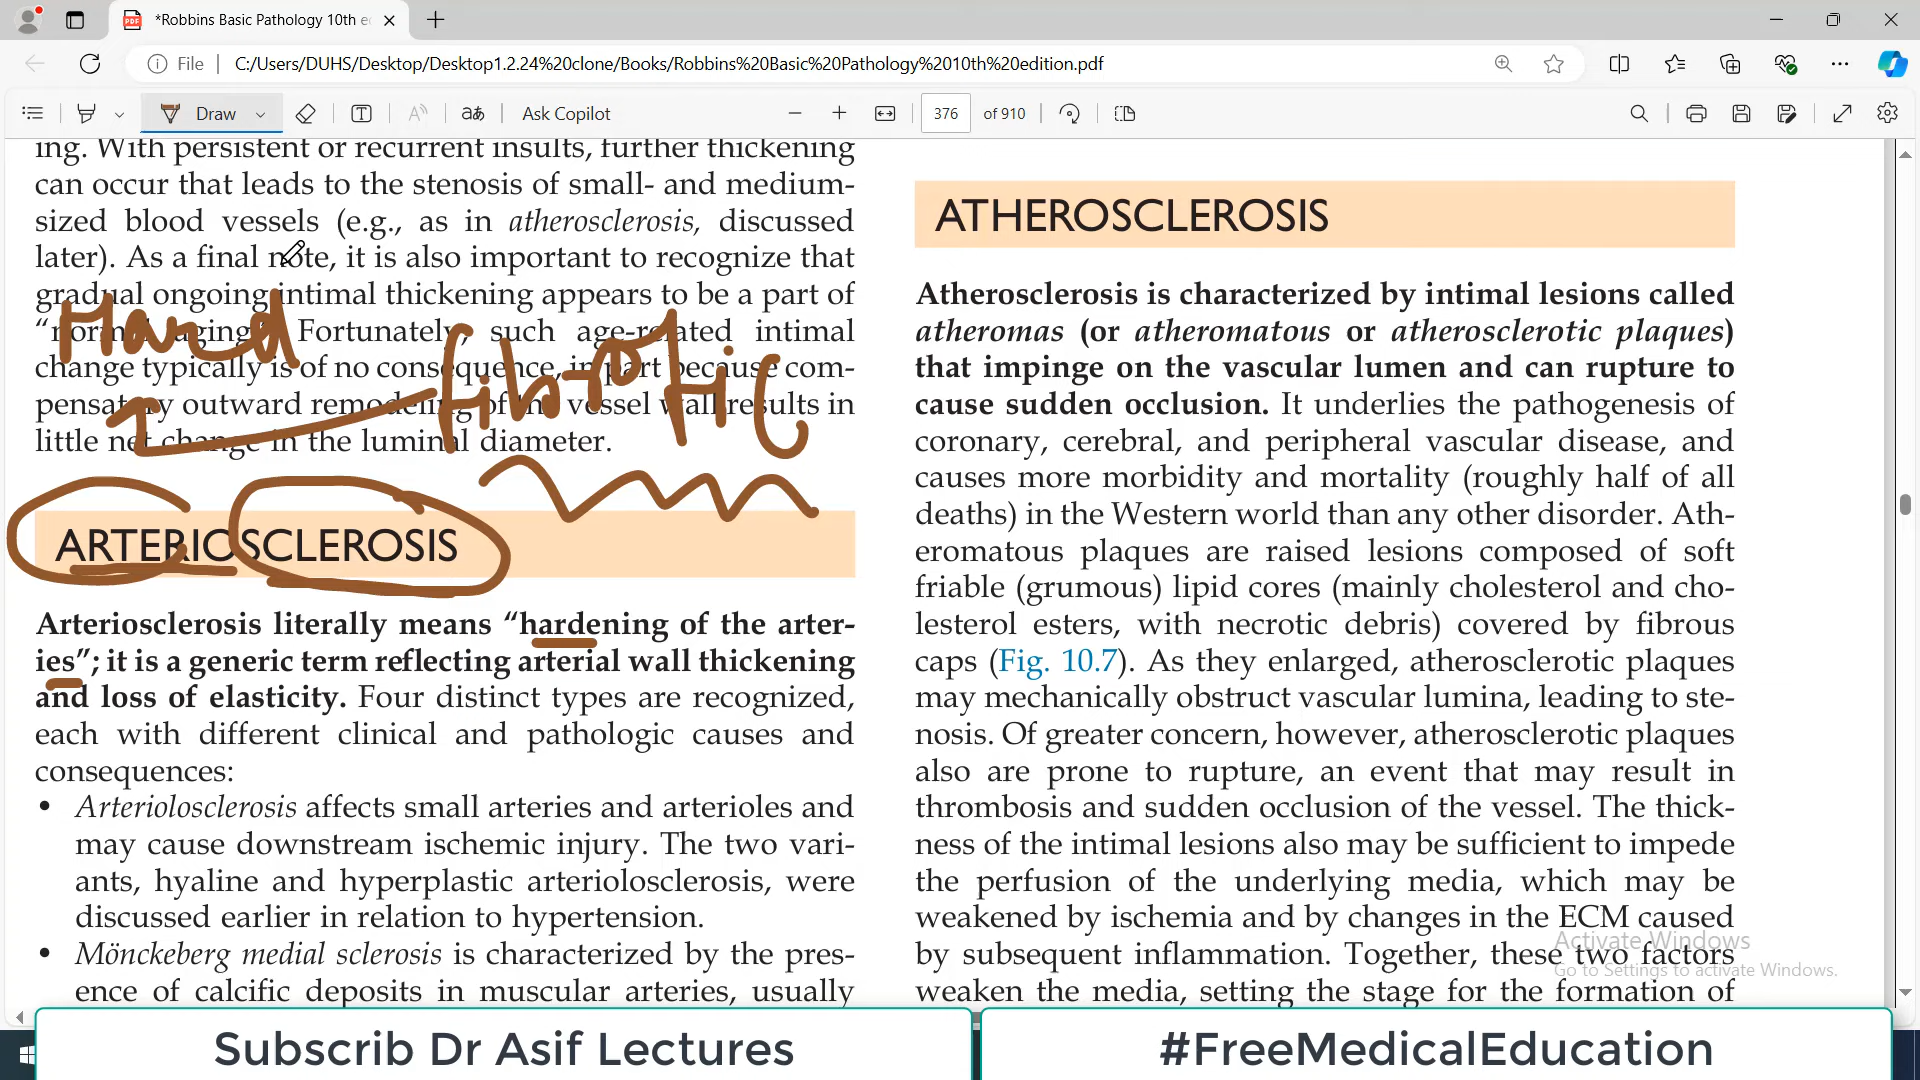 *Robbins Basic Pathology 10th e
File
C:/Users/DUHS/Desktop/Desktop1.2.24%20clone/Books/Robbins%20Basic%20Pathology%2010th%20edition.pdf
Draw
Ask Copilot
376 of 910
ing. With persistent or recurrent insults, further thickening
can occur that leads to the stenosis of small- and medium-
sized blood vessels (e.g., as in atherosclerosis, discussed
later). As a final note, it is also important to recognize that
gradual ongoing intimal thickening appears to be a part of
“normal aging.” Fortunately, such age-related intimal
change typically is of no consequence, in part because com-
pensatory outward remodeling of the vessel wall results in
little net change in the luminal diameter.
Hard
fibrotic
ARTERIOSCLEROSIS
Arteriosclerosis literally means “hardening of the arter-
ies”; it is a generic term reflecting arterial wall thickening
and loss of elasticity. Four distinct types are recognized,
each with different clinical and pathologic causes and
consequences:
• Arteriolosclerosis affects small arteries and arterioles and
may cause downstream ischemic injury. The two vari-
ants, hyaline and hyperplastic arteriolosclerosis, were
discussed earlier in relation to hypertension.
• Mönckeberg medial sclerosis is characterized by the pres-
ence of calcific deposits in muscular arteries, usually
ATHEROSCLEROSIS
Atherosclerosis is characterized by intimal lesions called
atheromas (or atheromatous or atherosclerotic plaques)
that impinge on the vascular lumen and can rupture to
cause sudden occlusion. It underlies the pathogenesis of
coronary, cerebral, and peripheral vascular disease, and
causes more morbidity and mortality (roughly half of all
deaths) in the Western world than any other disorder. Ath-
eromatous plaques are raised lesions composed of soft
friable (grumous) lipid cores (mainly cholesterol and cho-
lesterol esters, with necrotic debris) covered by fibrous
caps (Fig. 10.7). As they enlarged, atherosclerotic plaques
may mechanically obstruct vascular lumina, leading to ste-
nosis. Of greater concern, however, atherosclerotic plaques
also are prone to rupture, an event that may result in
thrombosis and sudden occlusion of the vessel. The thick-
ness of the intimal lesions also may be sufficient to impede
the perfusion of the underlying media, which may be
weakened by ischemia and by changes in the ECM caused
by subsequent inflammation. Together, these two factors
weaken the media, setting the stage for the formation of
Activate Windows
Go to Settings to activate Windows.
Subscrib Dr Asif Lectures
#FreeMedicalEducation